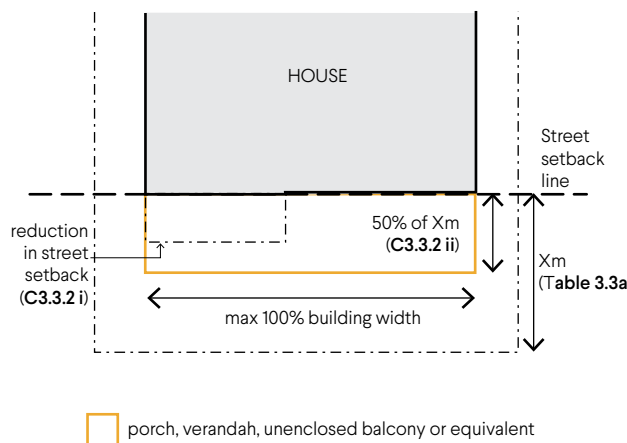 HOUSE
Street
setback
line
reduction
in street
setback
(C3.3.2 i)
50% of Xm
(C3.3.2 ii)
Xm
(Table 3.3a
max 100% building width
porch, verandah, unenclosed balcony or equivalent